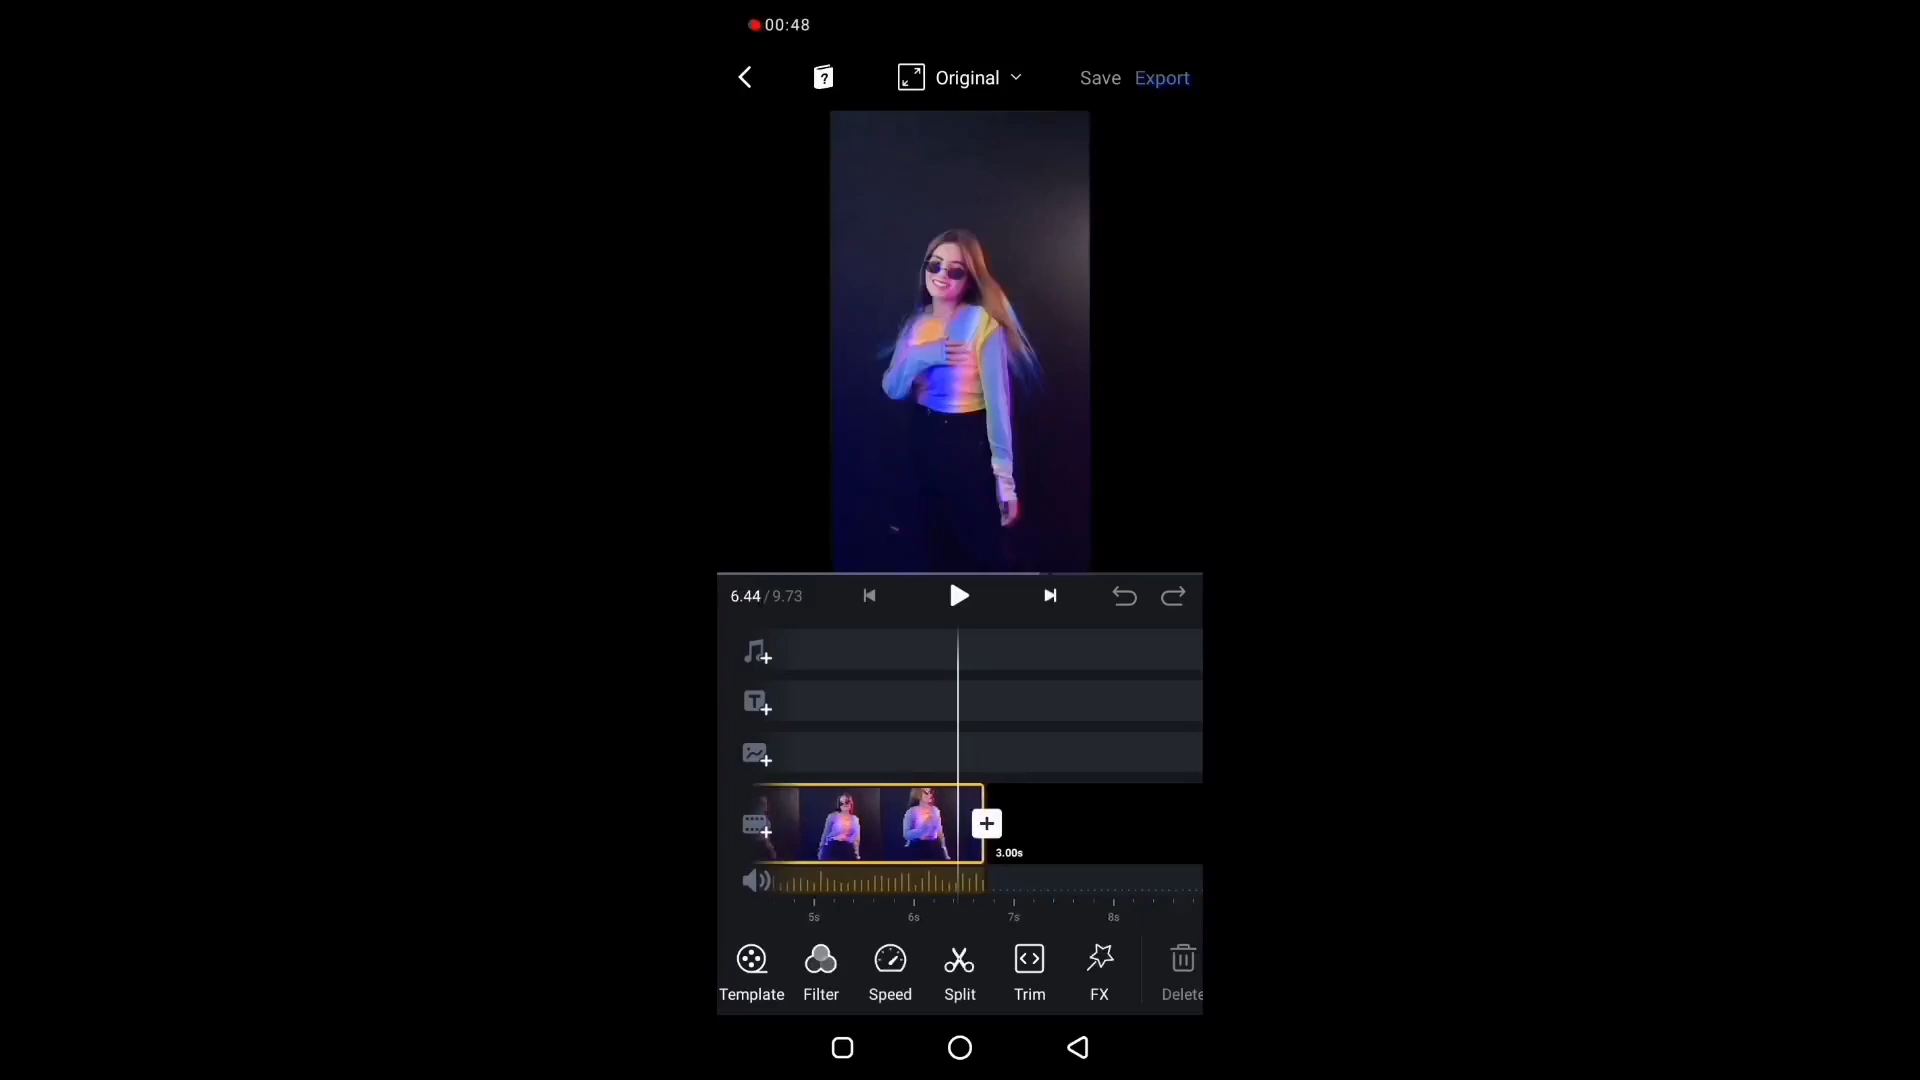 00:48
Original
Save
Export
6.44/9.73
T
3.00s
5s
6s
7s
8s
Template
Filter
Speed
Split
Trim
FX
Delete